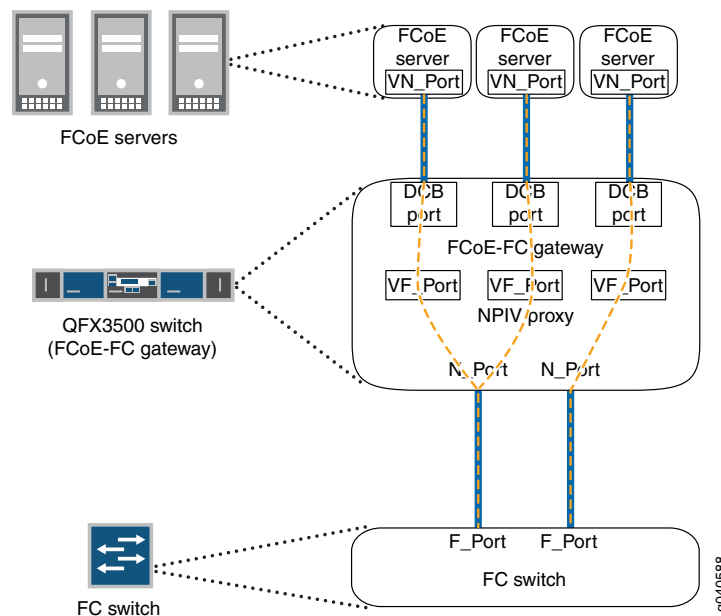 FCoE
server
VN_Port
FCoE
server
VN_Port
FCoE
server
VN_Port
FCoE servers
DCB
port
DCB
port
DCB
port
FCoE-FC gateway
VF_Port
VF_Port
VF_Port
NPIV proxy
QFX3500 switch
(FCoE-FC gateway)
N_Port
N_Port
F_Port
F_Port
FC switch
FC switch
g040588